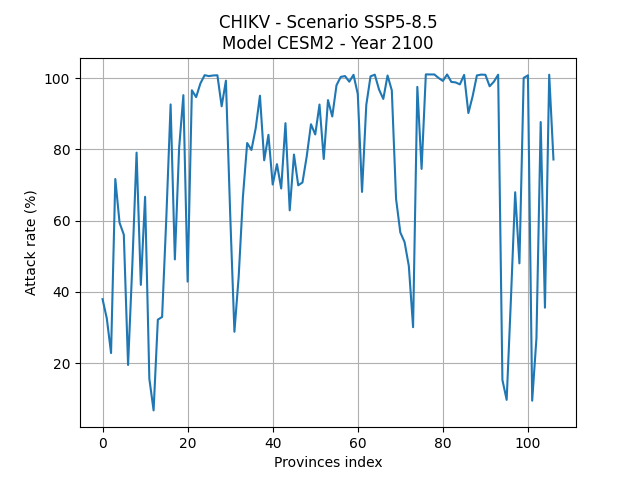 CHIKV - Scenario SSP5-8.5
Model CESM2 - Year 2100
100
80
60
40
20
Attack rate (%)
0 20 40 60 80 100
Provinces index